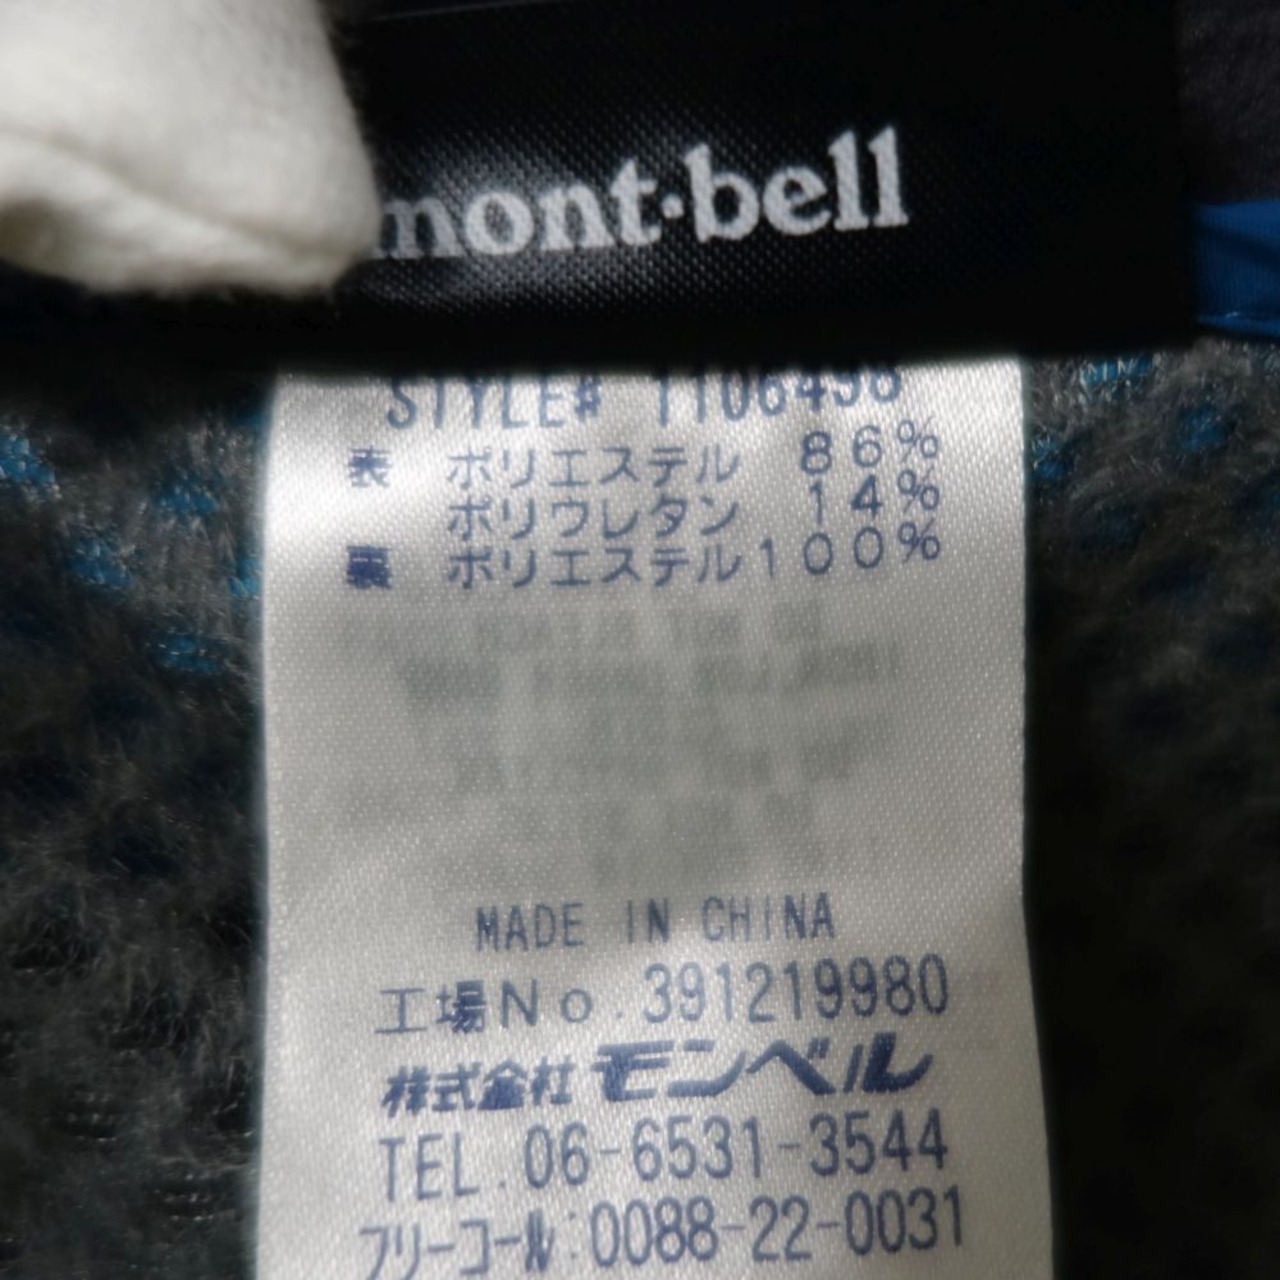 mont-bell
STYLE# 1106498
表 ポリエステル 86%
ポリウレタン 14%
裏 ポリエステル100%
MADE IN CHINA
工場No.391219980
株式会社モンベル
TEL.06-6531-3544
フリーコール:0088-22-0031